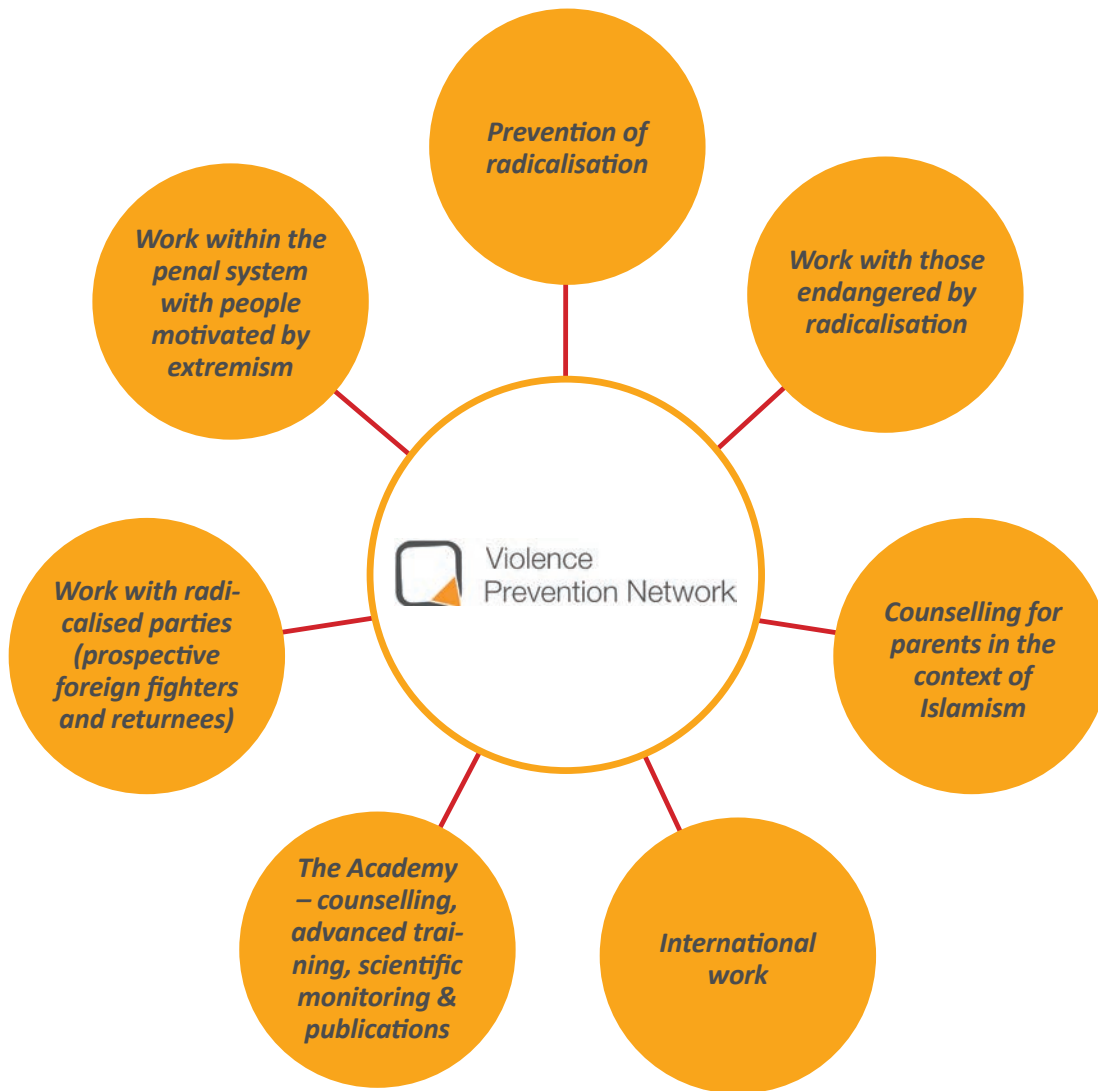 Prevention of
radicalisation
Work with those
endangered by
radicalisation
Counselling for
parents in the
context of
Islamism
International
work
The Academy
– counselling,
advanced trai-
ning, scientific
monitoring &
publications
Work with radi-
calised parties
(prospective
foreign fighters
and returnees)
Work within the
penal system
with people
motivated by
extremism
Violence
Prevention Network